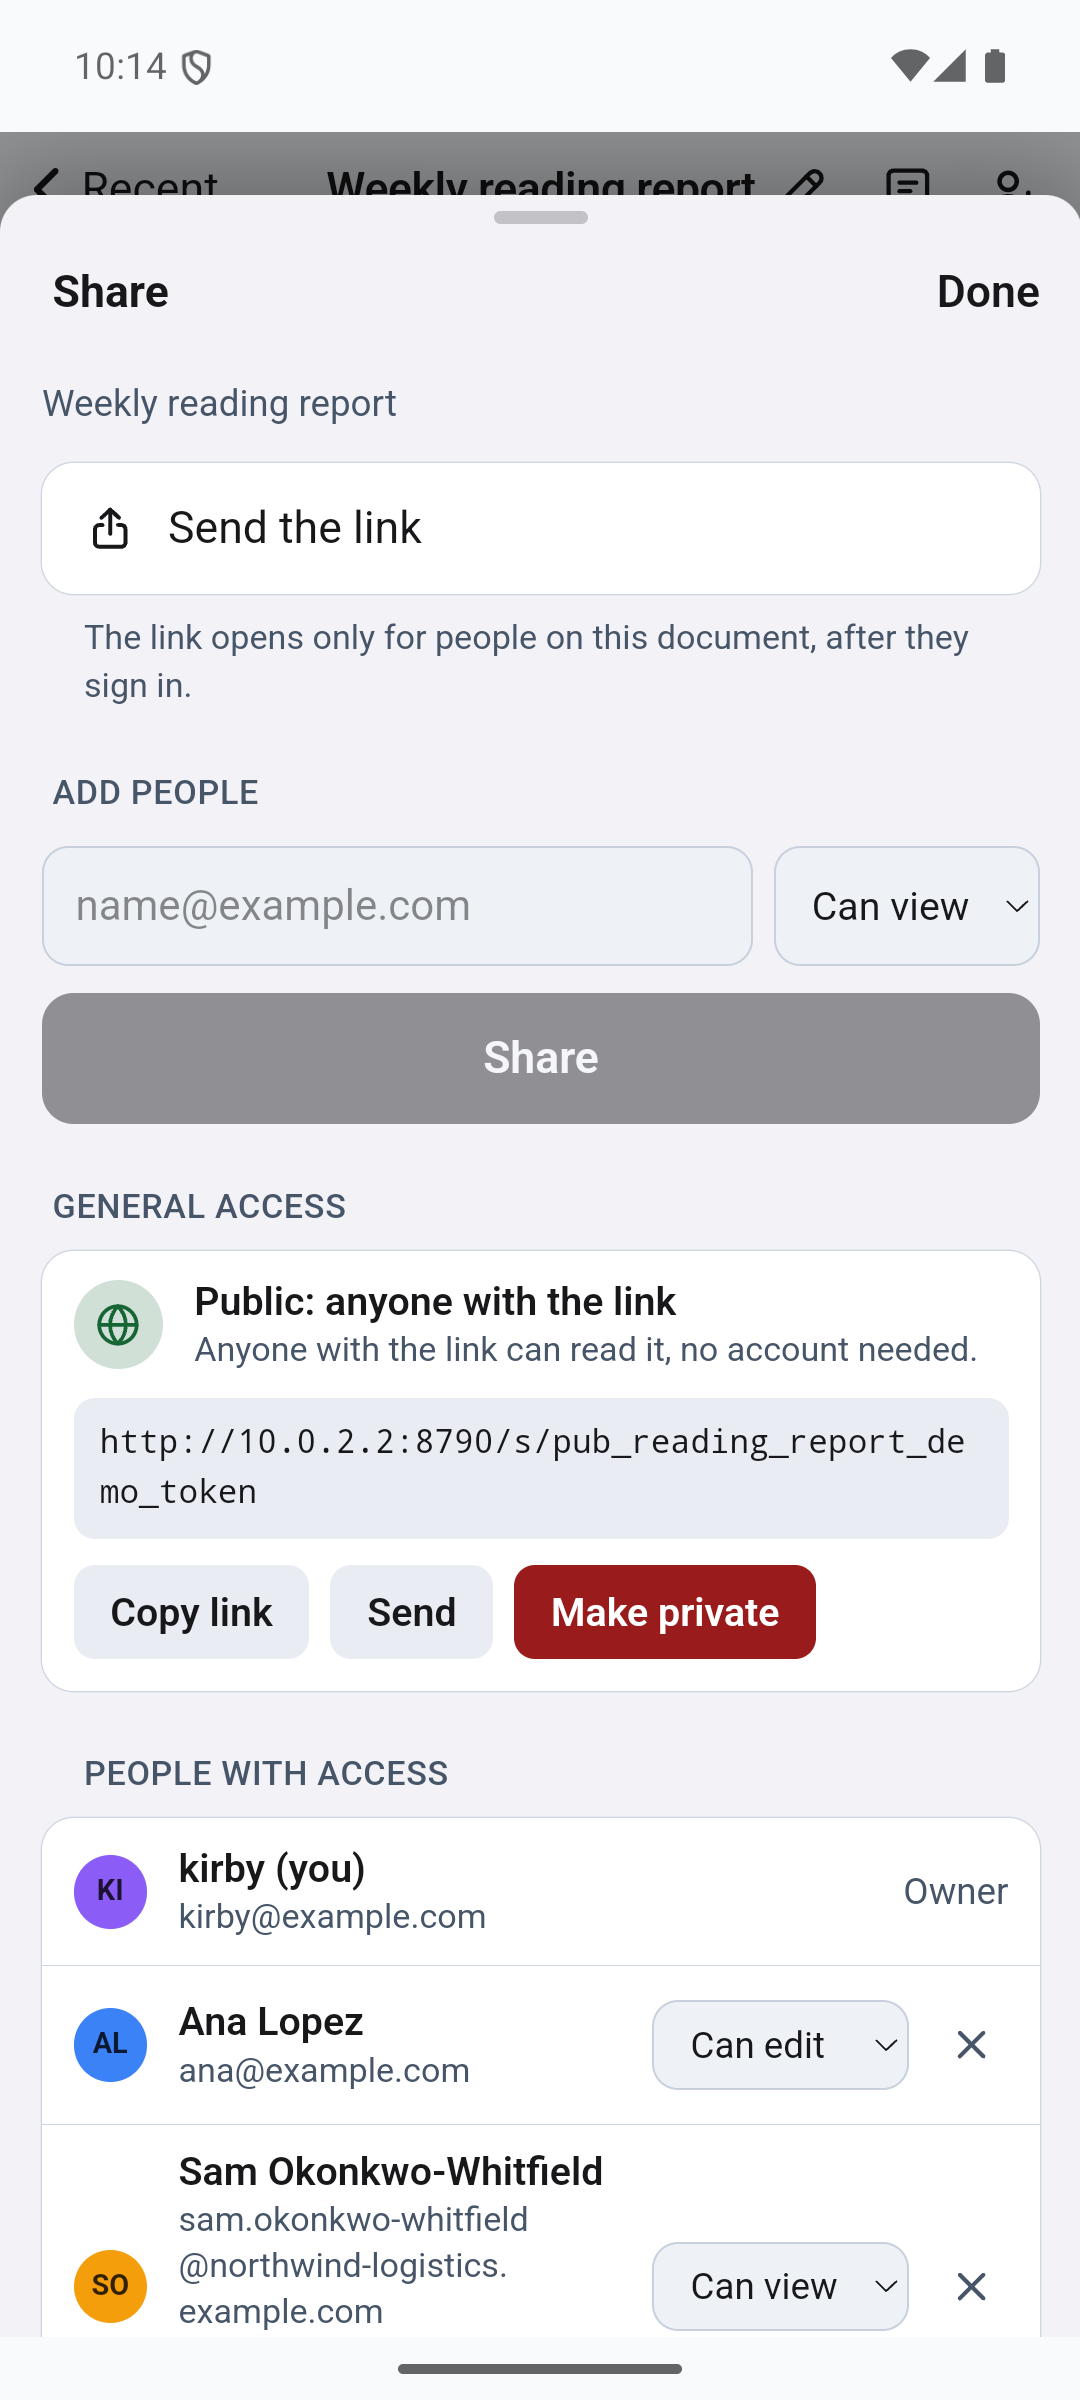 10:14
Recent
Weekly reading report
Share
Done
Weekly reading report
Send the link
The link opens only for people on this document, after they
sign in.
ADD PEOPLE
name@example.com
Can view
Share
GENERAL ACCESS
Public: anyone with the link
Anyone with the link can read it, no account needed.
http://10.0.2.2:8790/s/pub_reading_report_de
mo_token
Copy link
Send
Make private
PEOPLE WITH ACCESS
KI
kirby (you)
kirby@example.com
Owner
AL
Ana Lopez
ana@example.com
Can edit
SO
Sam Okonkwo-Whitfield
sam.okonkwo-whitfield
@northwind-logistics.
example.com
Can view